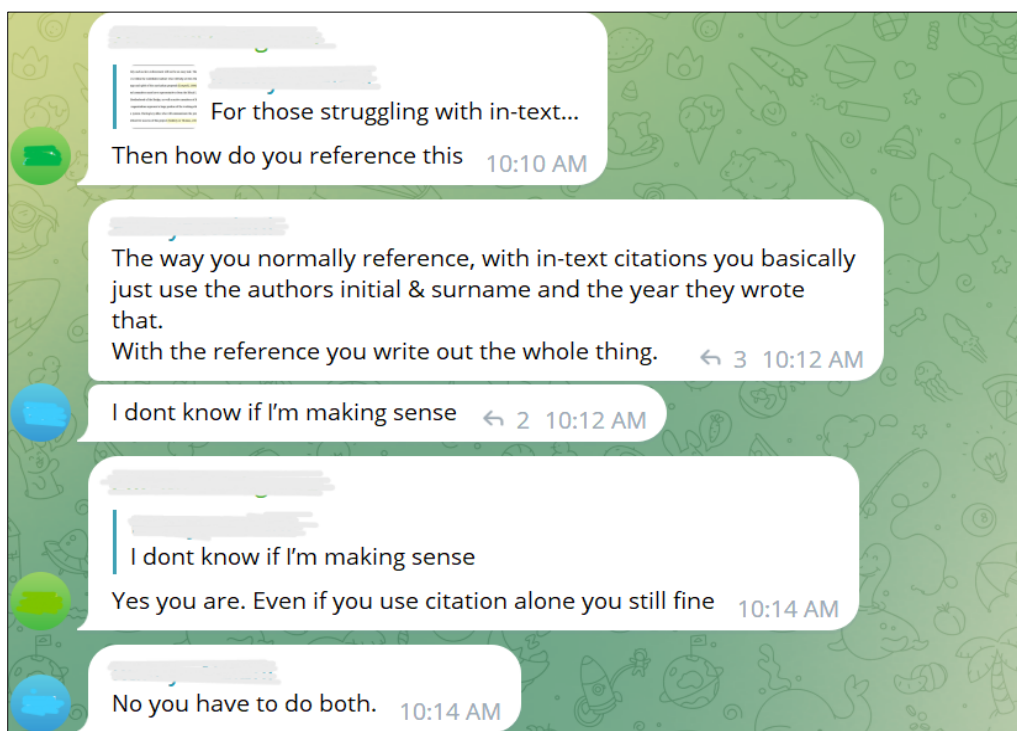 For those struggling with in-text...
Then how do you reference this 10:10 AM
The way you normally reference, with in-text citations you basically
just use the authors initial & surname and the year they wrote
that.
With the reference you write out the whole thing. 3 10:12 AM
I dont know if I'm making sense 2 10:12 AM
I dont know if I'm making sense
Yes you are. Even if you use citation alone you still fine 10:14 AM
No you have to do both. 10:14 AM